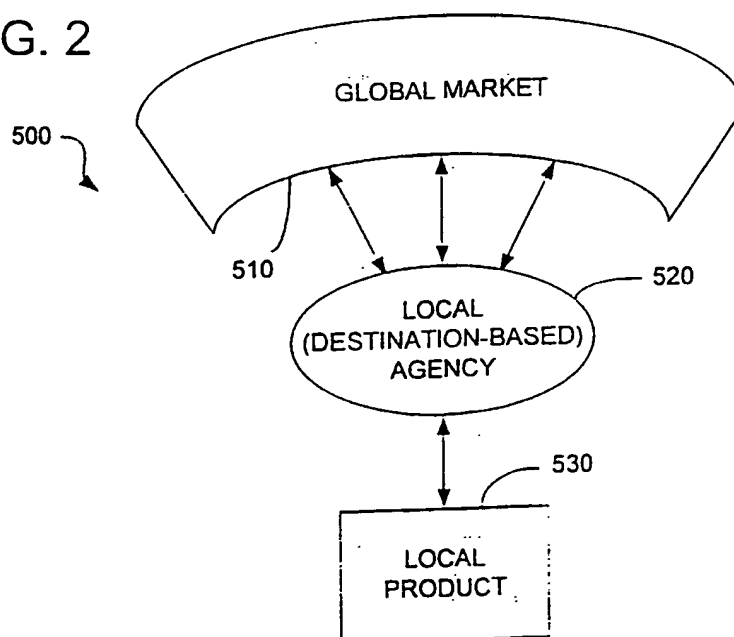 G. 2
GLOBAL MARKET
500
510
520
LOCAL
(DESTINATION-BASED)
AGENCY
530
LOCAL
PRODUCT